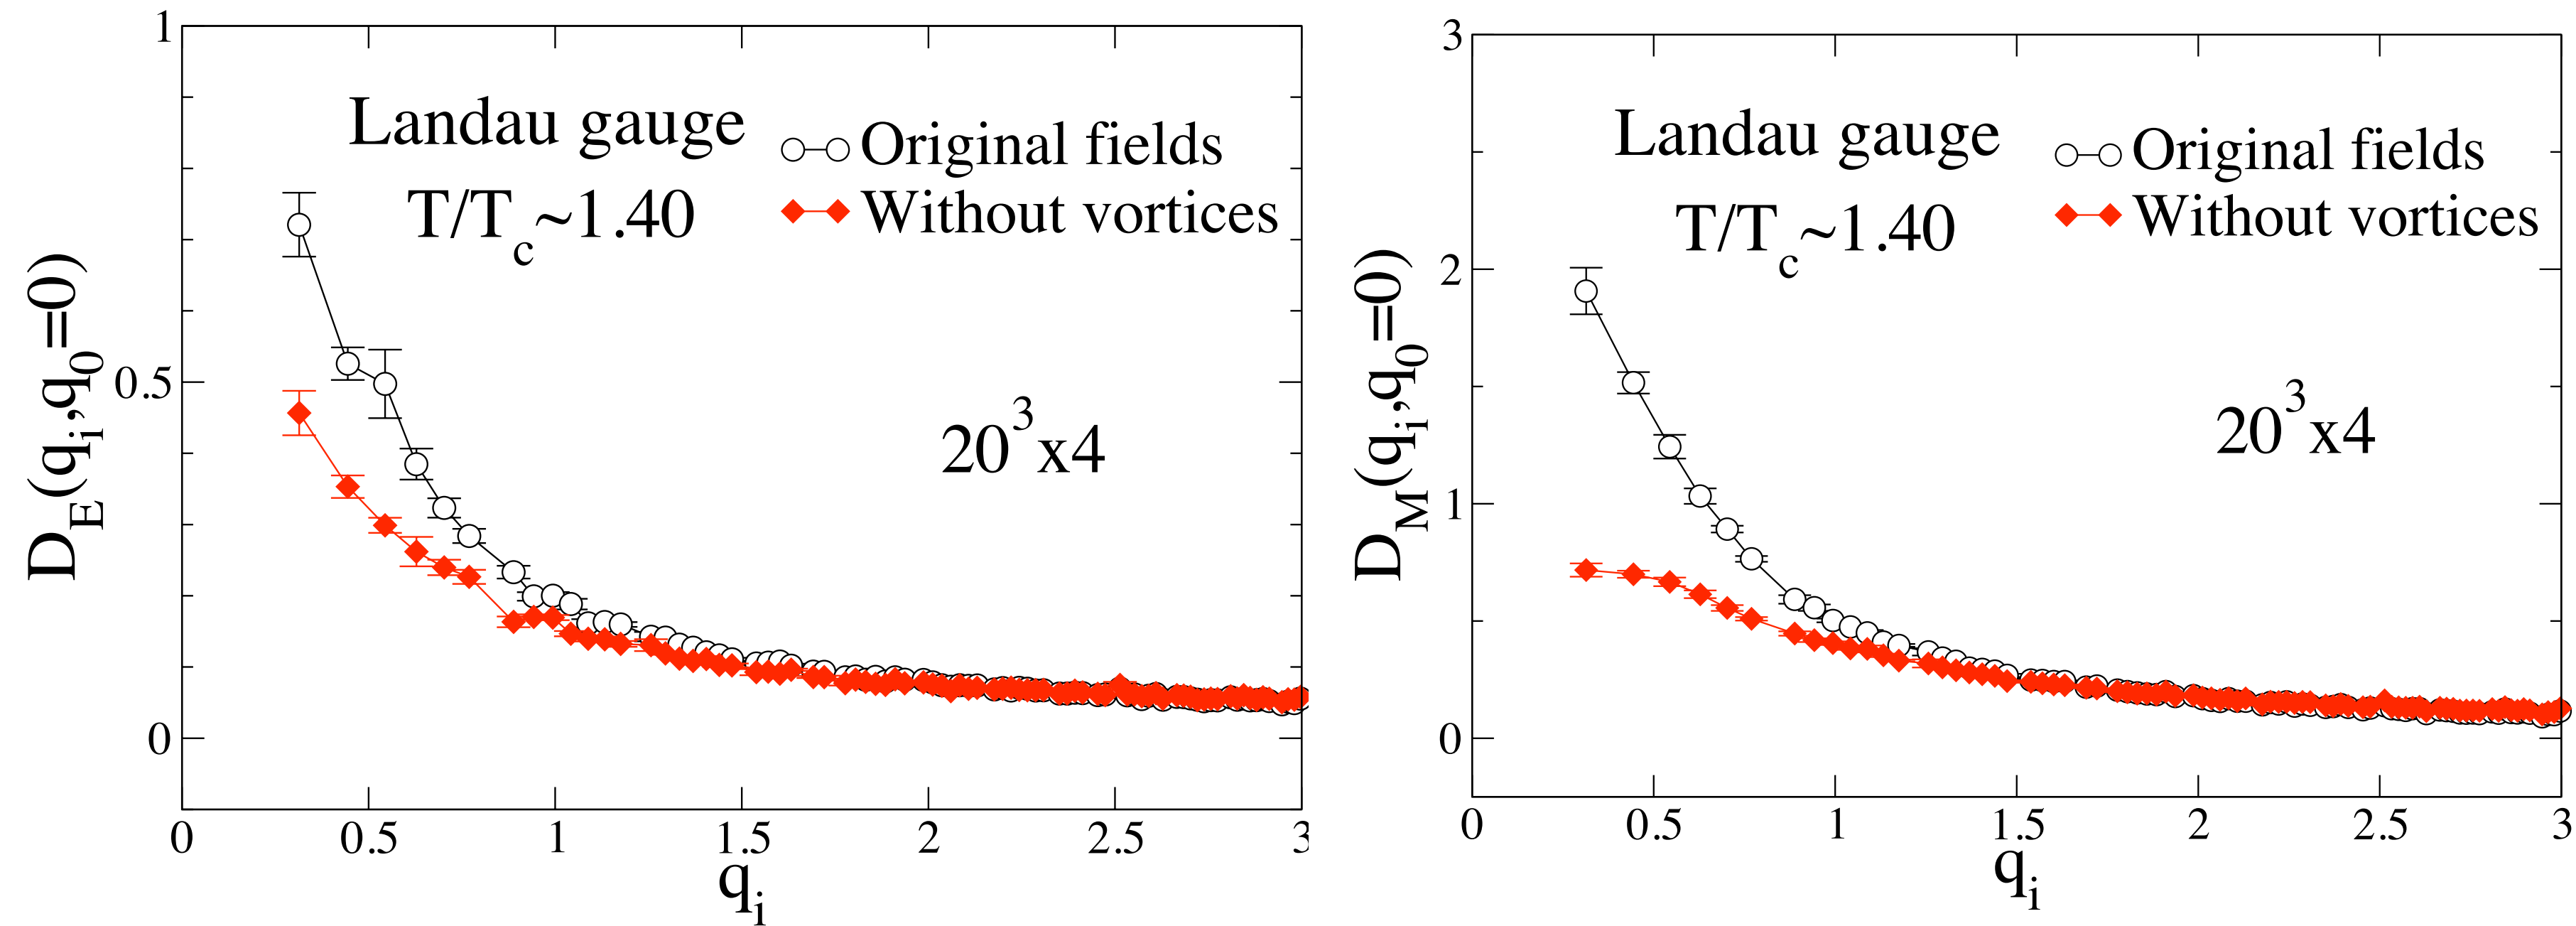 1
Landau gauge
T/Tc~1.40
Original fields
Without vortices
DE(qi,q0=0)
0.5
20³x4
0
0 0.5 1 1.5 2 2.5 3
qi
3
Landau gauge
T/Tc~1.40
Original fields
Without vortices
2
DM(qi,q0=0)
20³x4
1
0
0 0.5 1 1.5 2 2.5 3
qi